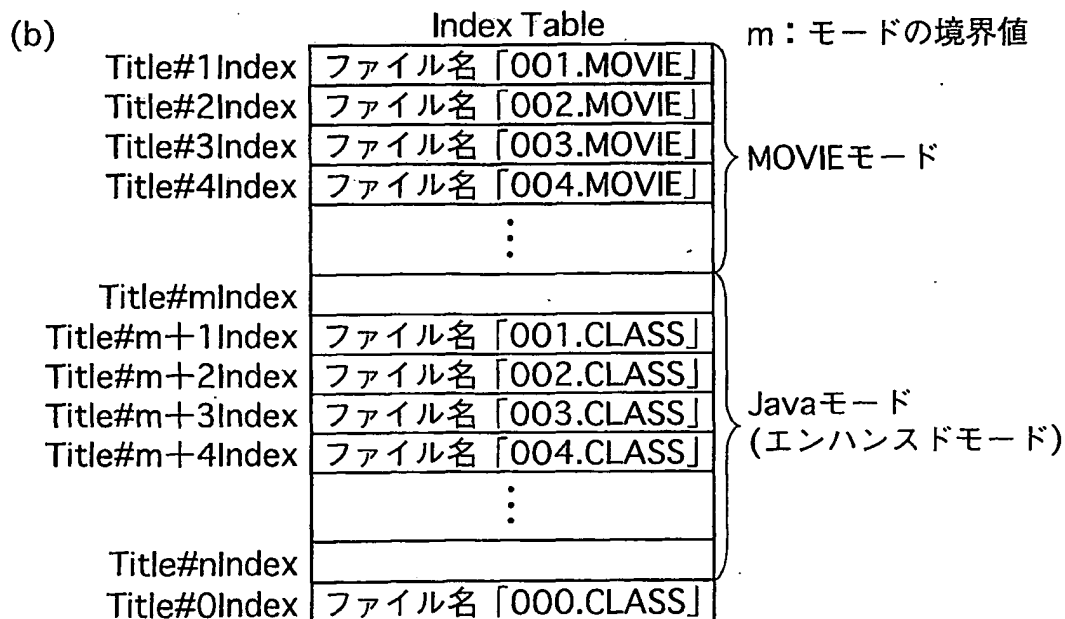 (b)
Index Table
m：モードの境界値
Title#1Index ファイル名「001.MOVIE」
Title#2Index ファイル名「002.MOVIE」
Title#3Index ファイル名「003.MOVIE」
MOVIEモード
Title#4Index ファイル名「004.MOVIE」
⋮
Title#mIndex
Title#m＋1Index ファイル名「001.CLASS」
Title#m＋2Index ファイル名「002.CLASS」
Title#m＋3Index ファイル名「003.CLASS」
Javaモード
(エンハンスドモード)
Title#m＋4Index ファイル名「004.CLASS」
⋮
Title#nIndex
Title#0Index ファイル名「000.CLASS」